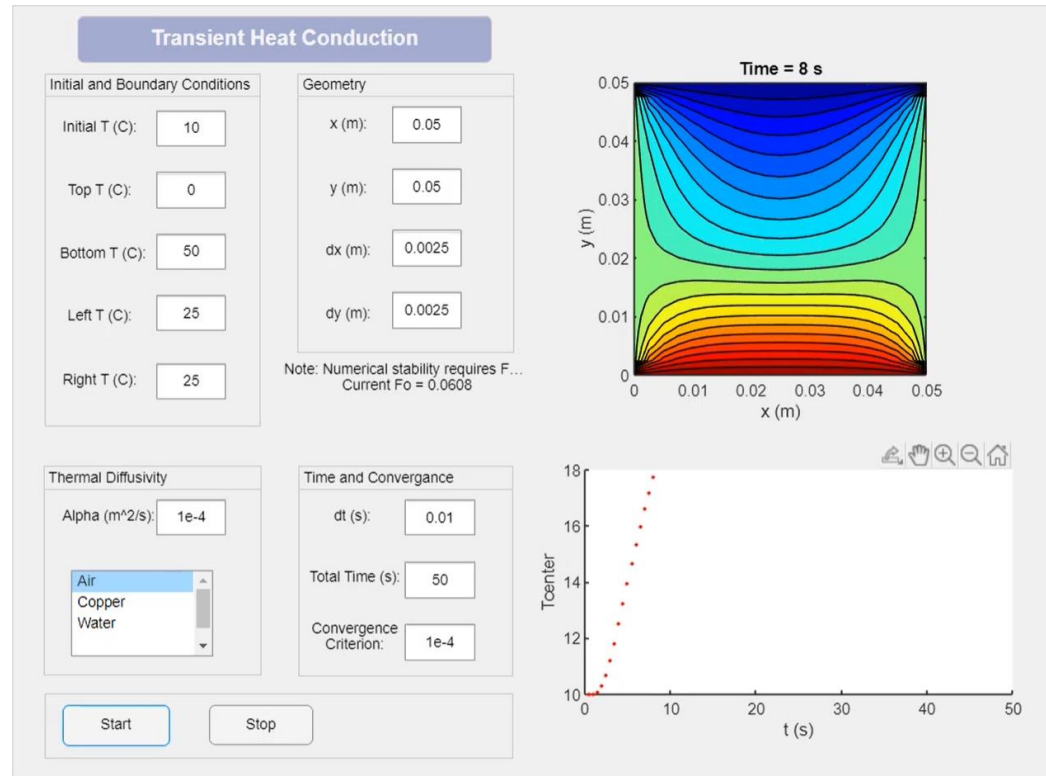 Transient Heat Conduction
Initial and Boundary Conditions
Initial T (C):
10
Top T (C):
0
Bottom T (C):
50
Left T (C):
25
Right T (C):
25
Geometry
x (m):
0.05
y (m):
0.05
dx (m):
0.0025
dy (m):
0.0025
Note: Numerical stability requires F…
Current Fo = 0.0608
Thermal Diffusivity
Alpha (m^2/s):
1e-4
Air
Copper
Water
Time and Convergance
dt (s):
0.01
Total Time (s):
50
Convergence
Criterion:
1e-4
Start
Stop
Time = 8 s
0.05
0.04
0.03
0.02
0.01
0
y (m)
0 0.01 0.02 0.03 0.04 0.05
x (m)
18
16
14
12
10
Tcenter
0 10 20 30 40 50
t (s)